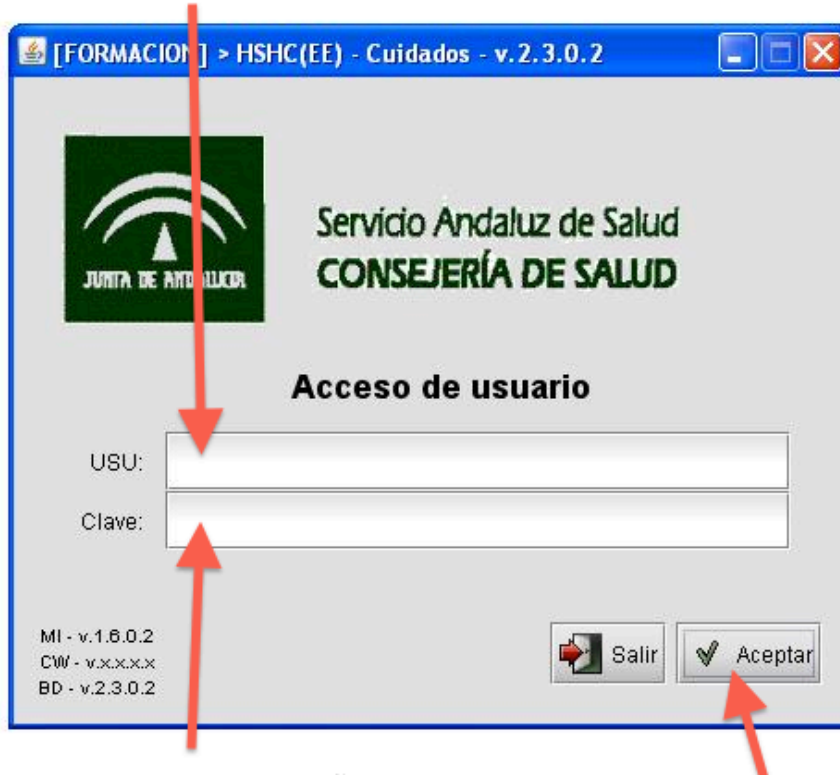 [FORMACION] > HSHC(EE) - Cuidados - v.2.3.0.2
JUNTA DE ANDALUCIA
Servicio Andaluz de Salud
CONSEJERÍA DE SALUD
Acceso de usuario
USU:
Clave:
MI - v.1.6.0.2
CW - v.x.x.x.x
BD - v.2.3.0.2
Salir
Aceptar